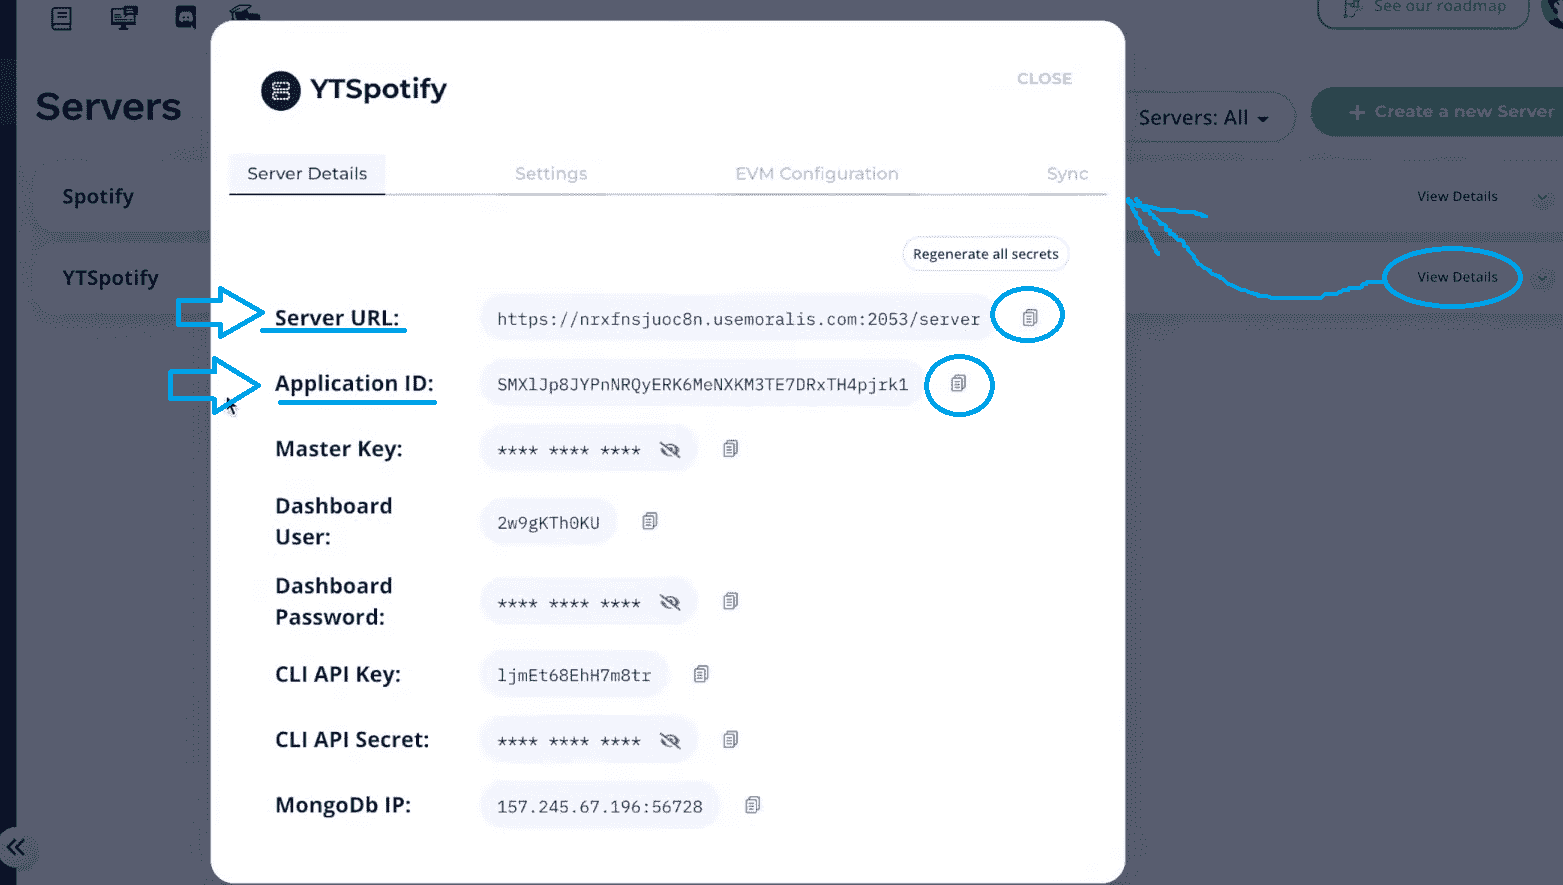 See our roadmap
YTSpotify
CLOSE
Servers
Servers: All
+ Create a new Server
Server Details
Settings
EVM Configuration
Sync
Spotify
View Details
Regenerate all secrets
YTSpotify
View Details
Server URL:
https://nrxfnsjuoc8n.usemoralis.com:2053/server
Application ID:
SMXlJp8JYPnNRQyERK6MeNXKM3TE7DRxTH4pjrk1
Master Key:
**** **** ****
Dashboard
User:
2w9gKTh0KU
Dashboard
Password:
**** **** ****
CLI API Key:
ljmEt68EhH7m8tr
CLI API Secret:
**** **** ****
MongoDb IP:
157.245.67.196:56728